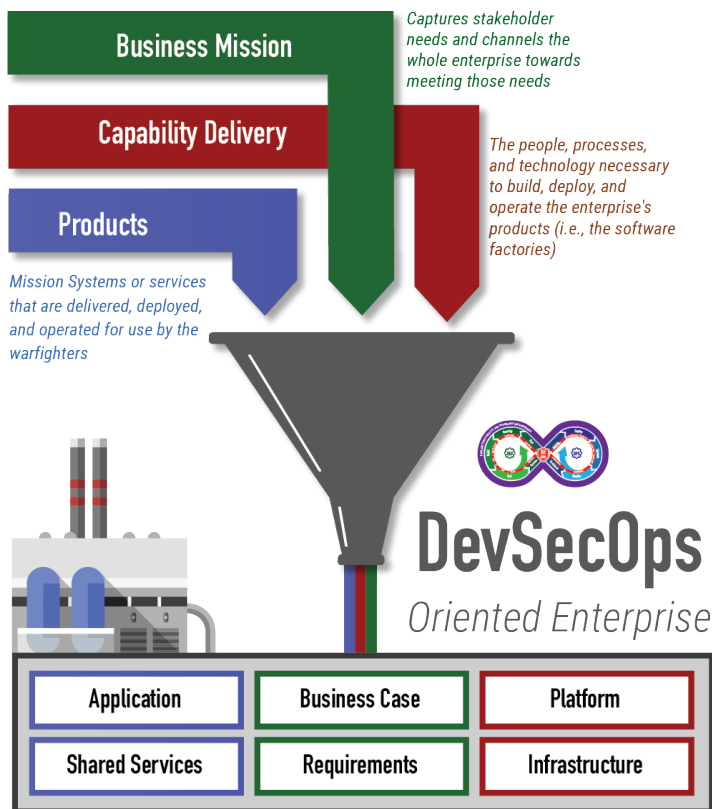 Business Mission
Captures stakeholder
needs and channels the
whole enterprise towards
meeting those needs
Capability Delivery
The people, processes,
and technology necessary
to build, deploy, and
operate the enterprise's
products (i.e., the software
factories)
Products
Mission Systems or services
that are delivered, deployed,
and operated for use by the
warfighters
DevSecOps
Oriented Enterprise
Application
Business Case
Platform
Shared Services
Requirements
Infrastructure